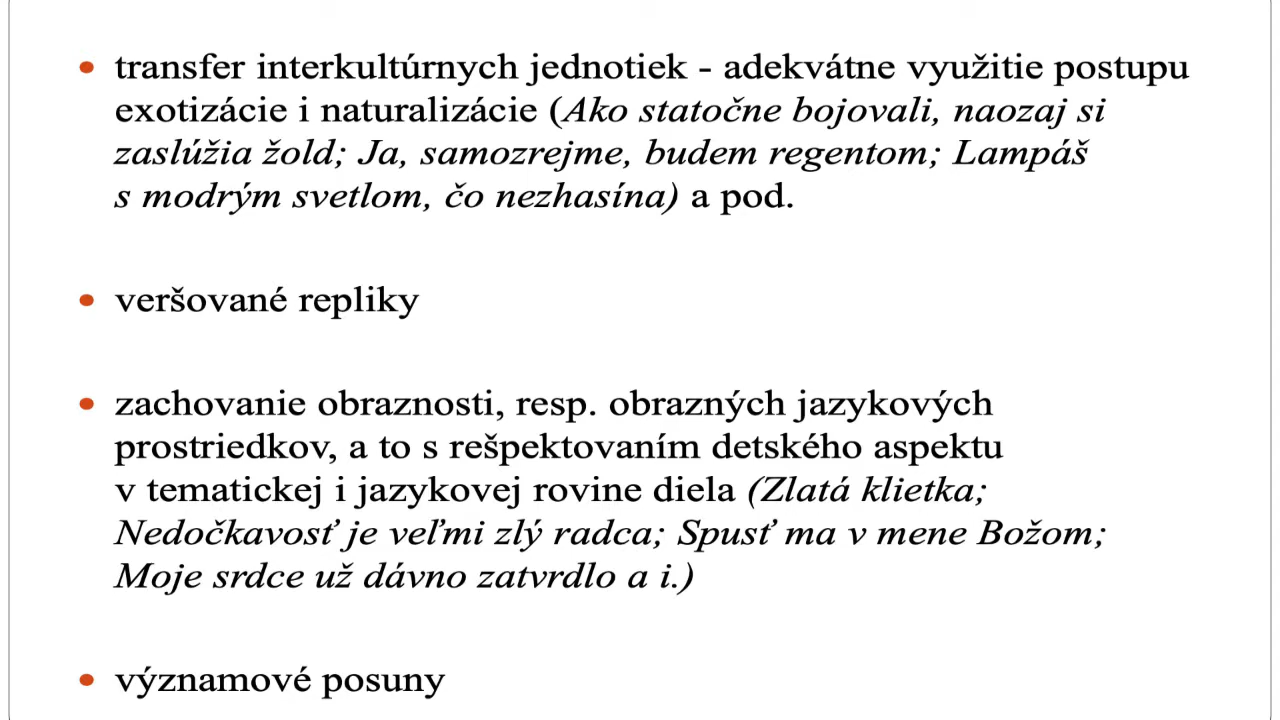 • transfer interkultúrnych jednotiek - adekvátne využitie postupu
exotizácie i naturalizácie (Ako statočne bojovali, naozaj si
zaslúžia žold; Ja, samozrejme, budem regentom; Lampáš
s modrým svetlom, čo nezhasína) a pod.
• veršované repliky
• zachovanie obraznosti, resp. obrazných jazykových
prostriedkov, a to s rešpektovaním detského aspektu
v tematickej i jazykovej rovine diela (Zlatá klietka;
Nedočkavosť je veľmi zlý radca; Spusť ma v mene Božom;
Moje srdce už dávno zatvrdlo a i.)
• významové posuny